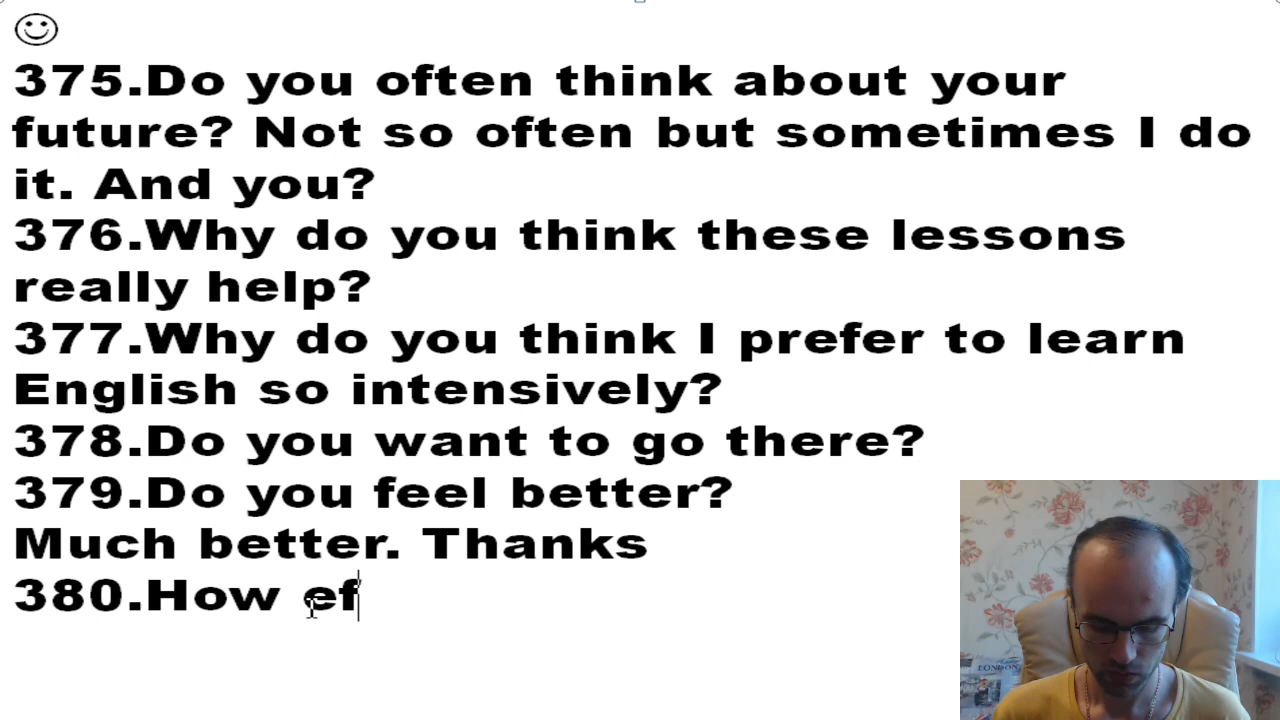 375.Do you often think about your
future? Not so often but sometimes I do
it. And you?
376.Why do you think these lessons
really help?
377.Why do you think I prefer to learn
English so intensively?
378.Do you want to go there?
379.Do you feel better?
Much better. Thanks
380.How ef
LONDON